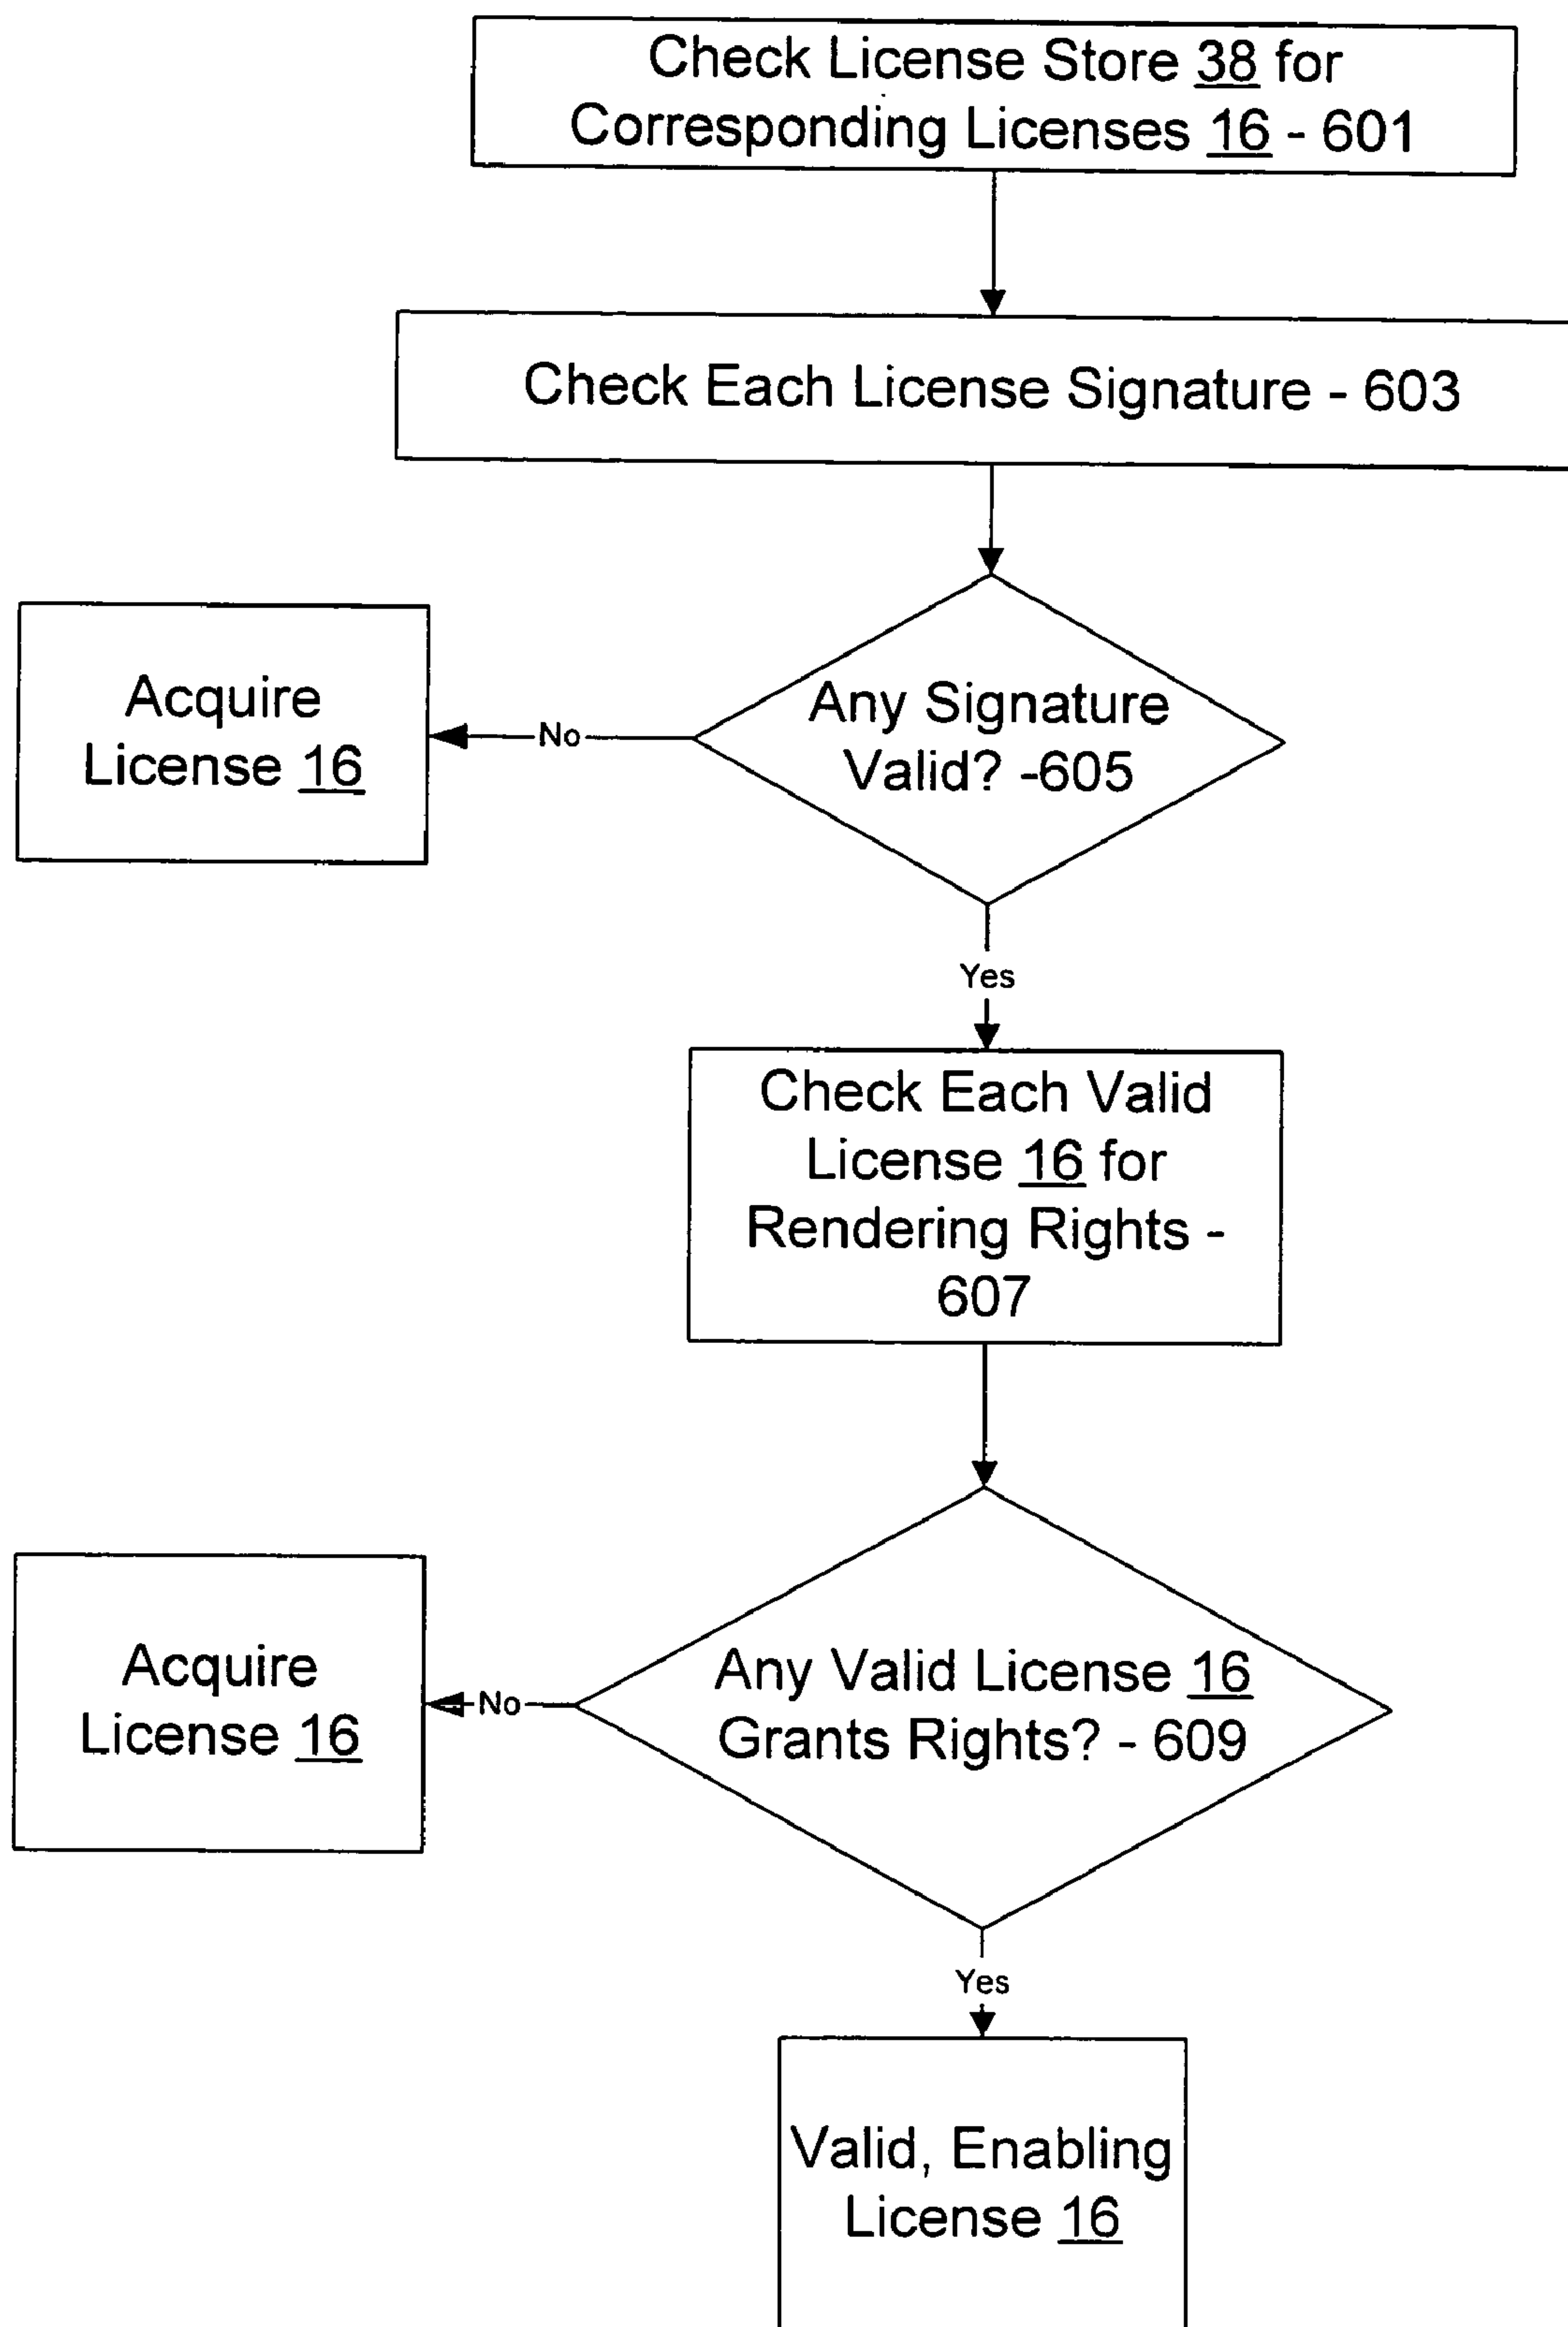 Check License Store 38 for
Corresponding Licenses 16 - 601
Check Each License Signature - 603
Any Signature
Valid? -605
No
Acquire
License 16
Yes
Check Each Valid
License 16 for
Rendering Rights -
607
Any Valid License 16
Grants Rights? - 609
No
Acquire
License 16
Yes
Valid, Enabling
License 16